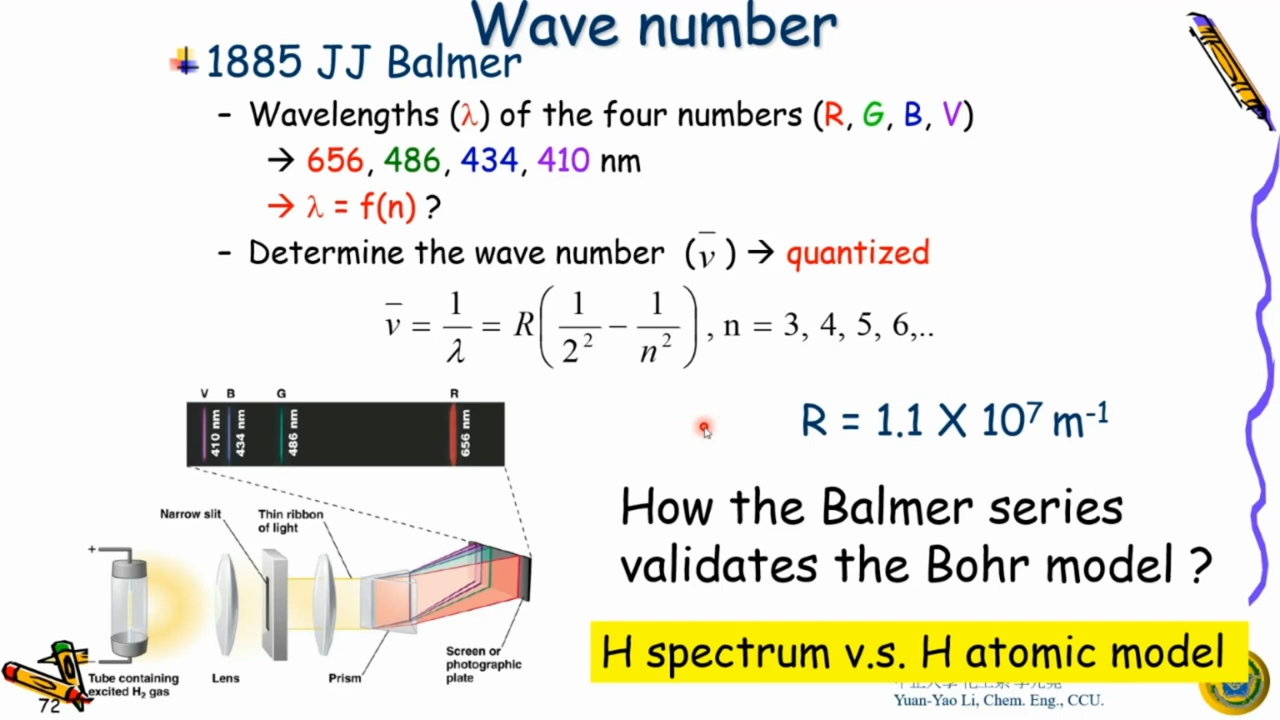 Wave number
1885 JJ Balmer
– Wavelengths (λ) of the four numbers (R, G, B, V)
→ 656, 486, 434, 410 nm
→ λ = f(n) ?
– Determine the wave number (ν̅) → quantized
ν̅ = 1/λ = R(1/2² − 1/n²), n = 3, 4, 5, 6,..
V B G R
410 nm
434 nm
486 nm
656 nm
R = 1.1 X 10⁷ m⁻¹
How the Balmer series
validates the Bohr model ?
H spectrum v.s. H atomic model
Narrow slit
Thin ribbon
of light
+
−
Tube containing
excited H₂ gas
Lens
Prism
Screen or
photographic
plate
72
Yuan-Yao Li, Chem. Eng., CCU.